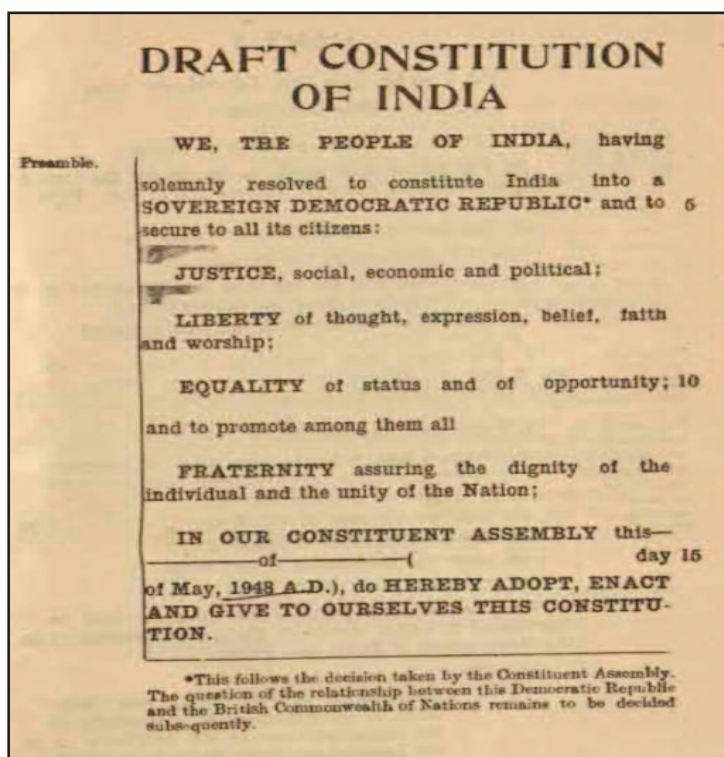 DRAFT CONSTITUTION
OF INDIA
WE, THE PEOPLE OF INDIA, having
Preamble.
solemnly resolved to constitute India into a
SOVEREIGN DEMOCRATIC REPUBLIC* and to 5
secure to all its citizens:
JUSTICE, social, economic and political;
LIBERTY of thought, expression, belief, faith
and worship;
EQUALITY of status and of opportunity; 10
and to promote among them all
FRATERNITY assuring the dignity of the
individual and the unity of the Nation;
IN OUR CONSTITUENT ASSEMBLY this—
————of————( day 15
of May, 1948 A.D.), do HEREBY ADOPT, ENACT
AND GIVE TO OURSELVES THIS CONSTITU-
TION.
*This follows the decision taken by the Constituent Assembly.
The question of the relationship between this Democratic Republic
and the British Commonwealth of Nations remains to be decided
subsequently.